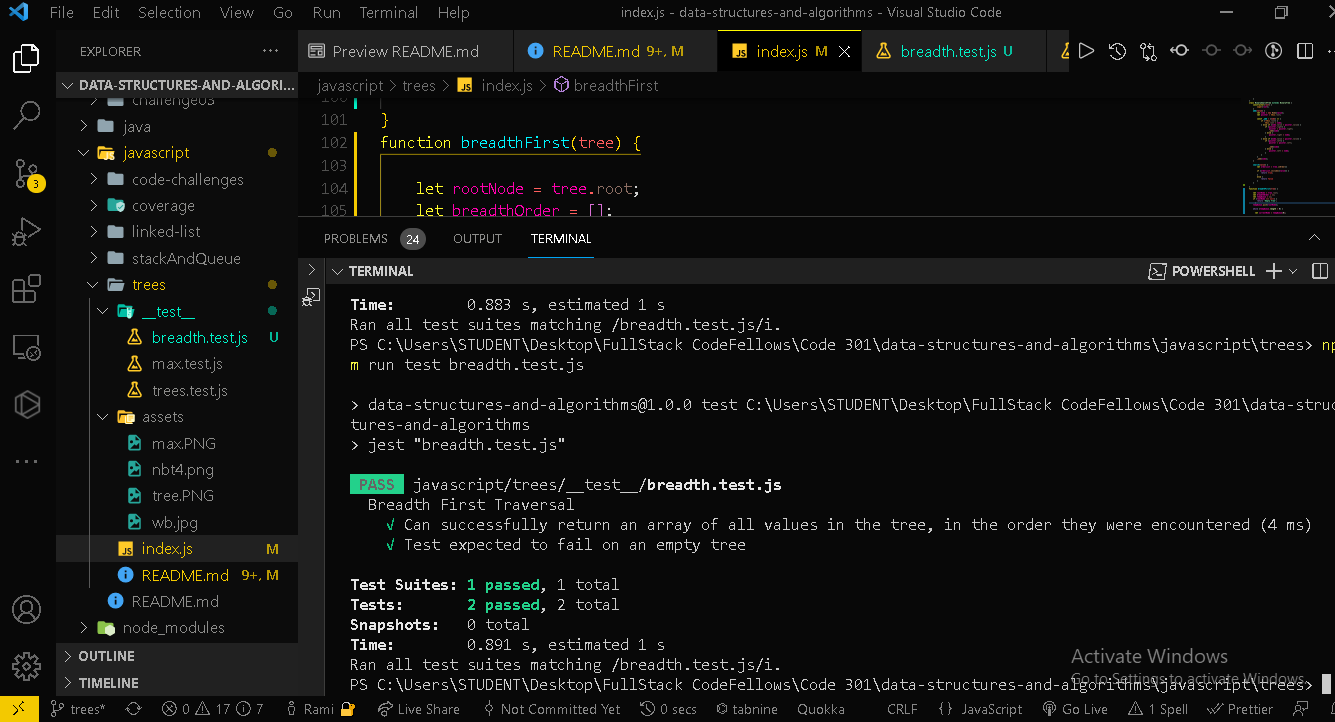 File Edit Selection View Go Run Terminal Help
index.js - data-structures-and-algorithms - Visual Studio Code
EXPLORER
Preview README.md
README.md 9+, M
index.js M
breadth.test.js U
DATA-STRUCTURES-AND-ALGORI...
javascript > trees > index.js > breadthFirst
challenge03
java
javascript
code-challenges
coverage
linked-list
stackAndQueue
trees
__test__
breadth.test.js U
max.test.js
trees.test.js
assets
max.PNG
nbt4.png
tree.PNG
wb.jpg
index.js M
README.md 9+, M
README.md
node_modules
OUTLINE
TIMELINE
3
100
101 }
102 function breadthFirst(tree) {
103
104 let rootNode = tree.root;
105 let breadthOrder = [];
PROBLEMS 24 OUTPUT TERMINAL
TERMINAL
POWERSHELL
Time: 0.883 s, estimated 1 s
Ran all test suites matching /breadth.test.js/i.
PS C:\Users\STUDENT\Desktop\FullStack CodeFellows\Code 301\data-structures-and-algorithms\javascript\trees> np
m run test breadth.test.js
> data-structures-and-algorithms@1.0.0 test C:\Users\STUDENT\Desktop\FullStack CodeFellows\Code 301\data-struc
tures-and-algorithms
> jest "breadth.test.js"
PASS javascript/trees/__test__/breadth.test.js
Breadth First Traversal
√ Can successfully return an array of all values in the tree, in the order they were encountered (4 ms)
√ Test expected to fail on an empty tree
Test Suites: 1 passed, 1 total
Tests: 2 passed, 2 total
Snapshots: 0 total
Time: 0.891 s, estimated 1 s
Ran all test suites matching /breadth.test.js/i.
PS C:\Users\STUDENT\Desktop\FullStack CodeFellows\Code 301\data-structures-and-algorithms\javascript\trees>
Activate Windows
Go to Settings to activate Windows.
trees* 0 17 7 Rami Live Share Not Committed Yet 0 secs tabnine Quokka CRLF {} JavaScript Go Live 1 Spell Prettier